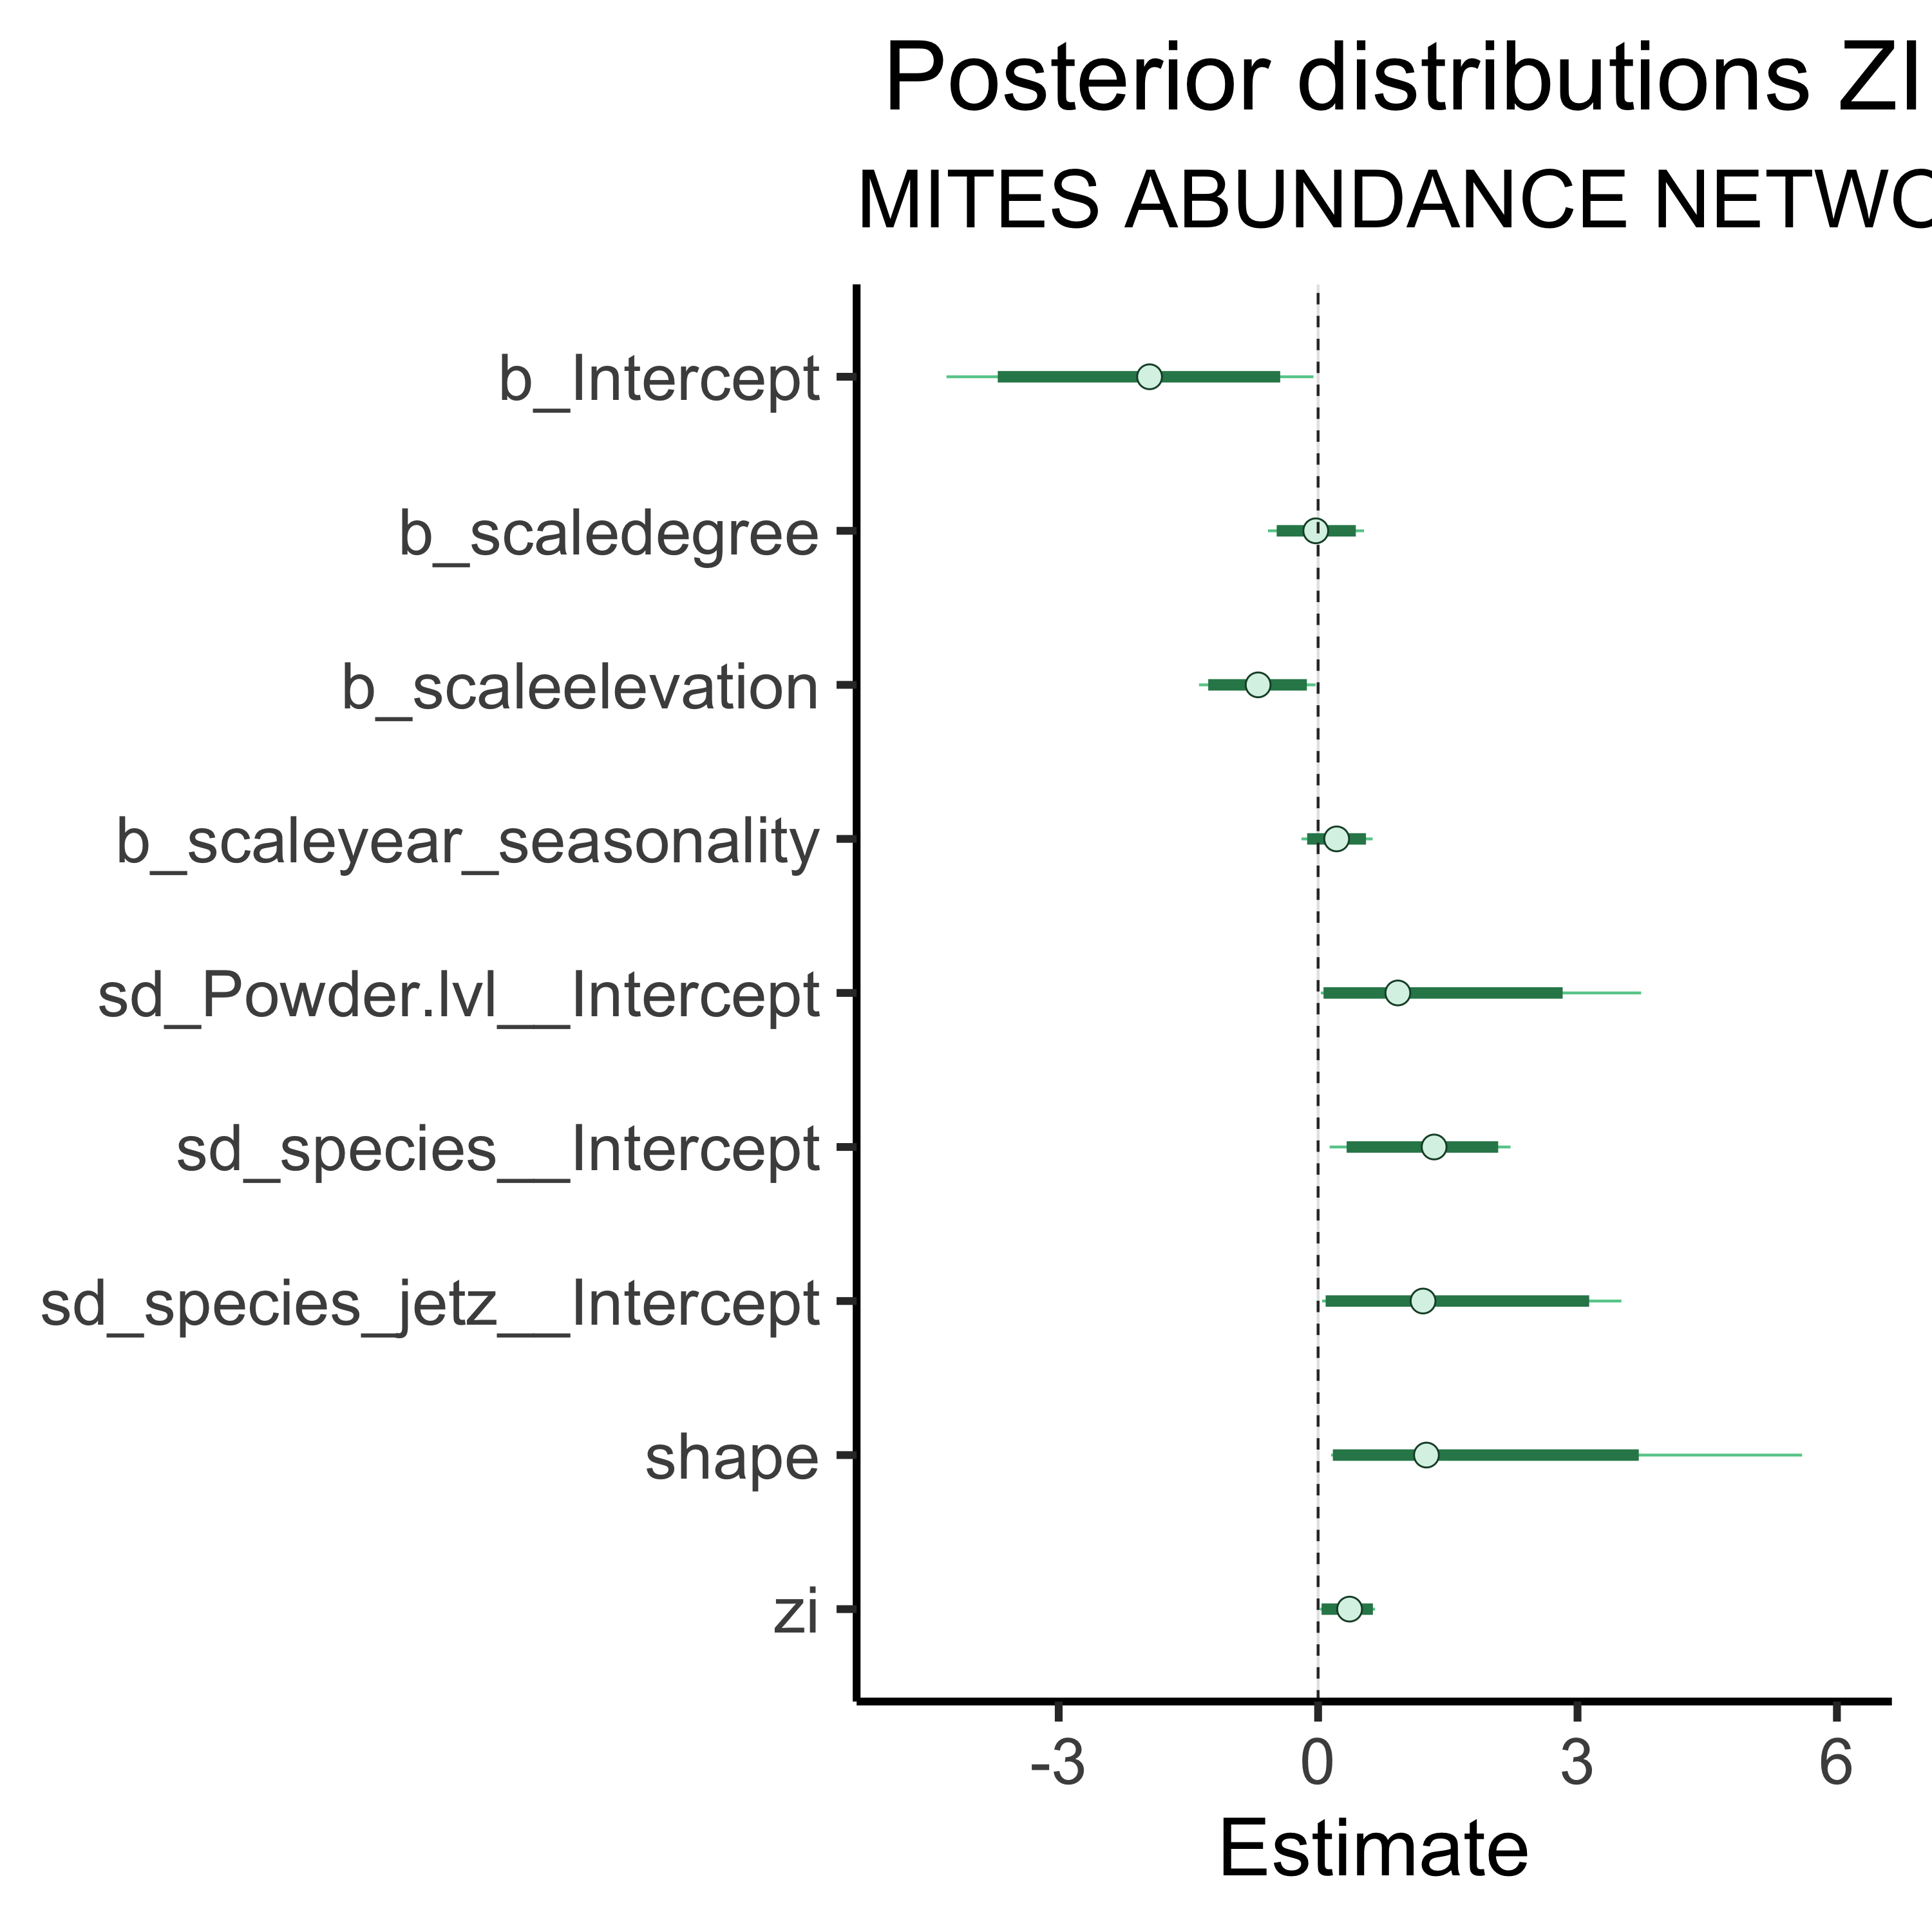 Posterior distributions ZI
MITES ABUNDANCE NETWO
b_Intercept
b_scaledegree
b_scaleelevation
b_scaleyear_seasonality
sd_Powder.lvl__Intercept
sd_species__Intercept
sd_species_jetz__Intercept
shape
zi
-3 0 3 6
Estimate